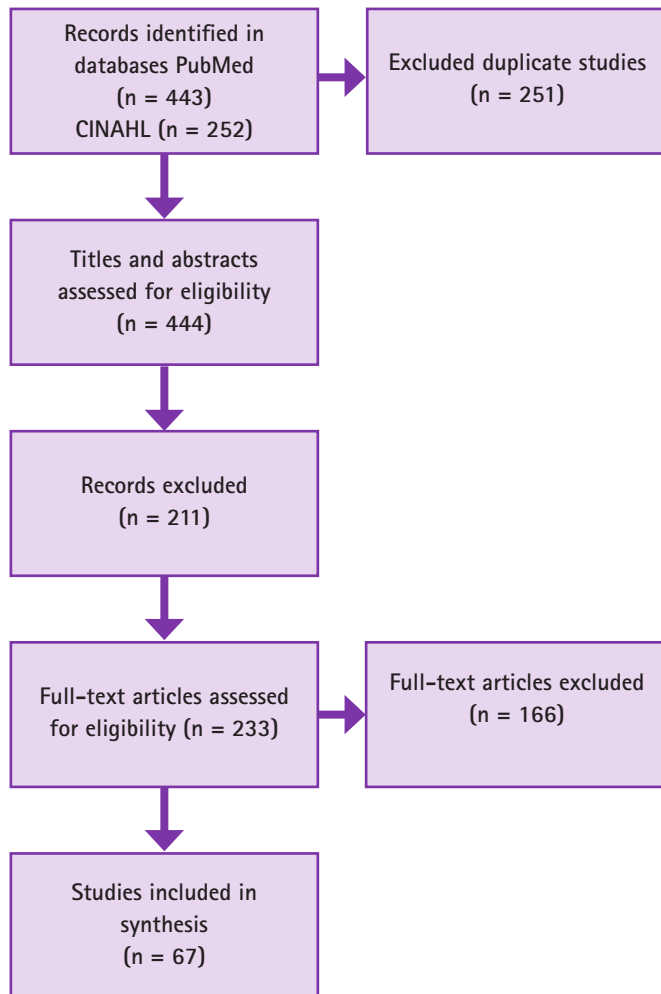 Records identified in
databases PubMed
(n = 443)
CINAHL (n = 252)
Excluded duplicate studies
(n = 251)
Titles and abstracts
assessed for eligibility
(n = 444)
Records excluded
(n = 211)
Full-text articles assessed
for eligibility (n = 233)
Full-text articles excluded
(n = 166)
Studies included in
synthesis
(n = 67)